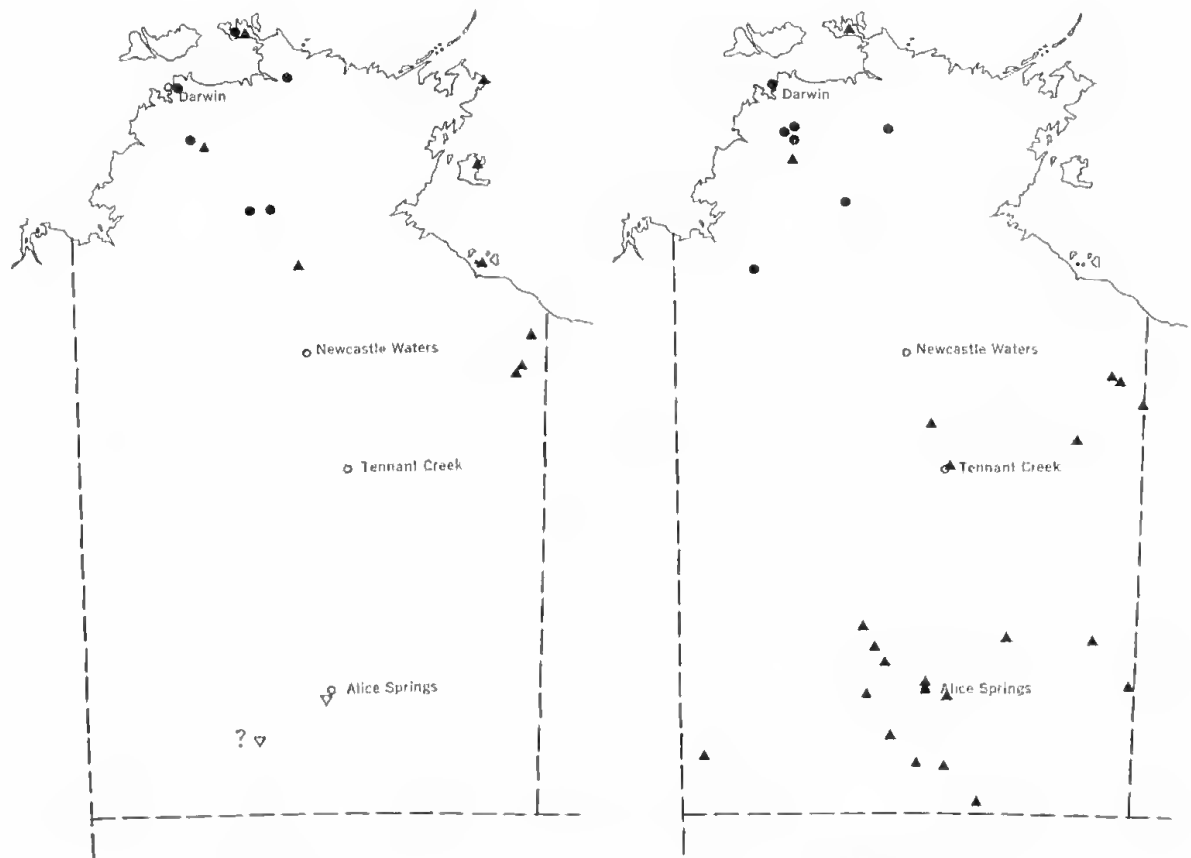 Darwin
Newcastle Waters
Tennant Creek
Alice Springs
?
Darwin
Newcastle Waters
Tennant Creek
Alice Springs